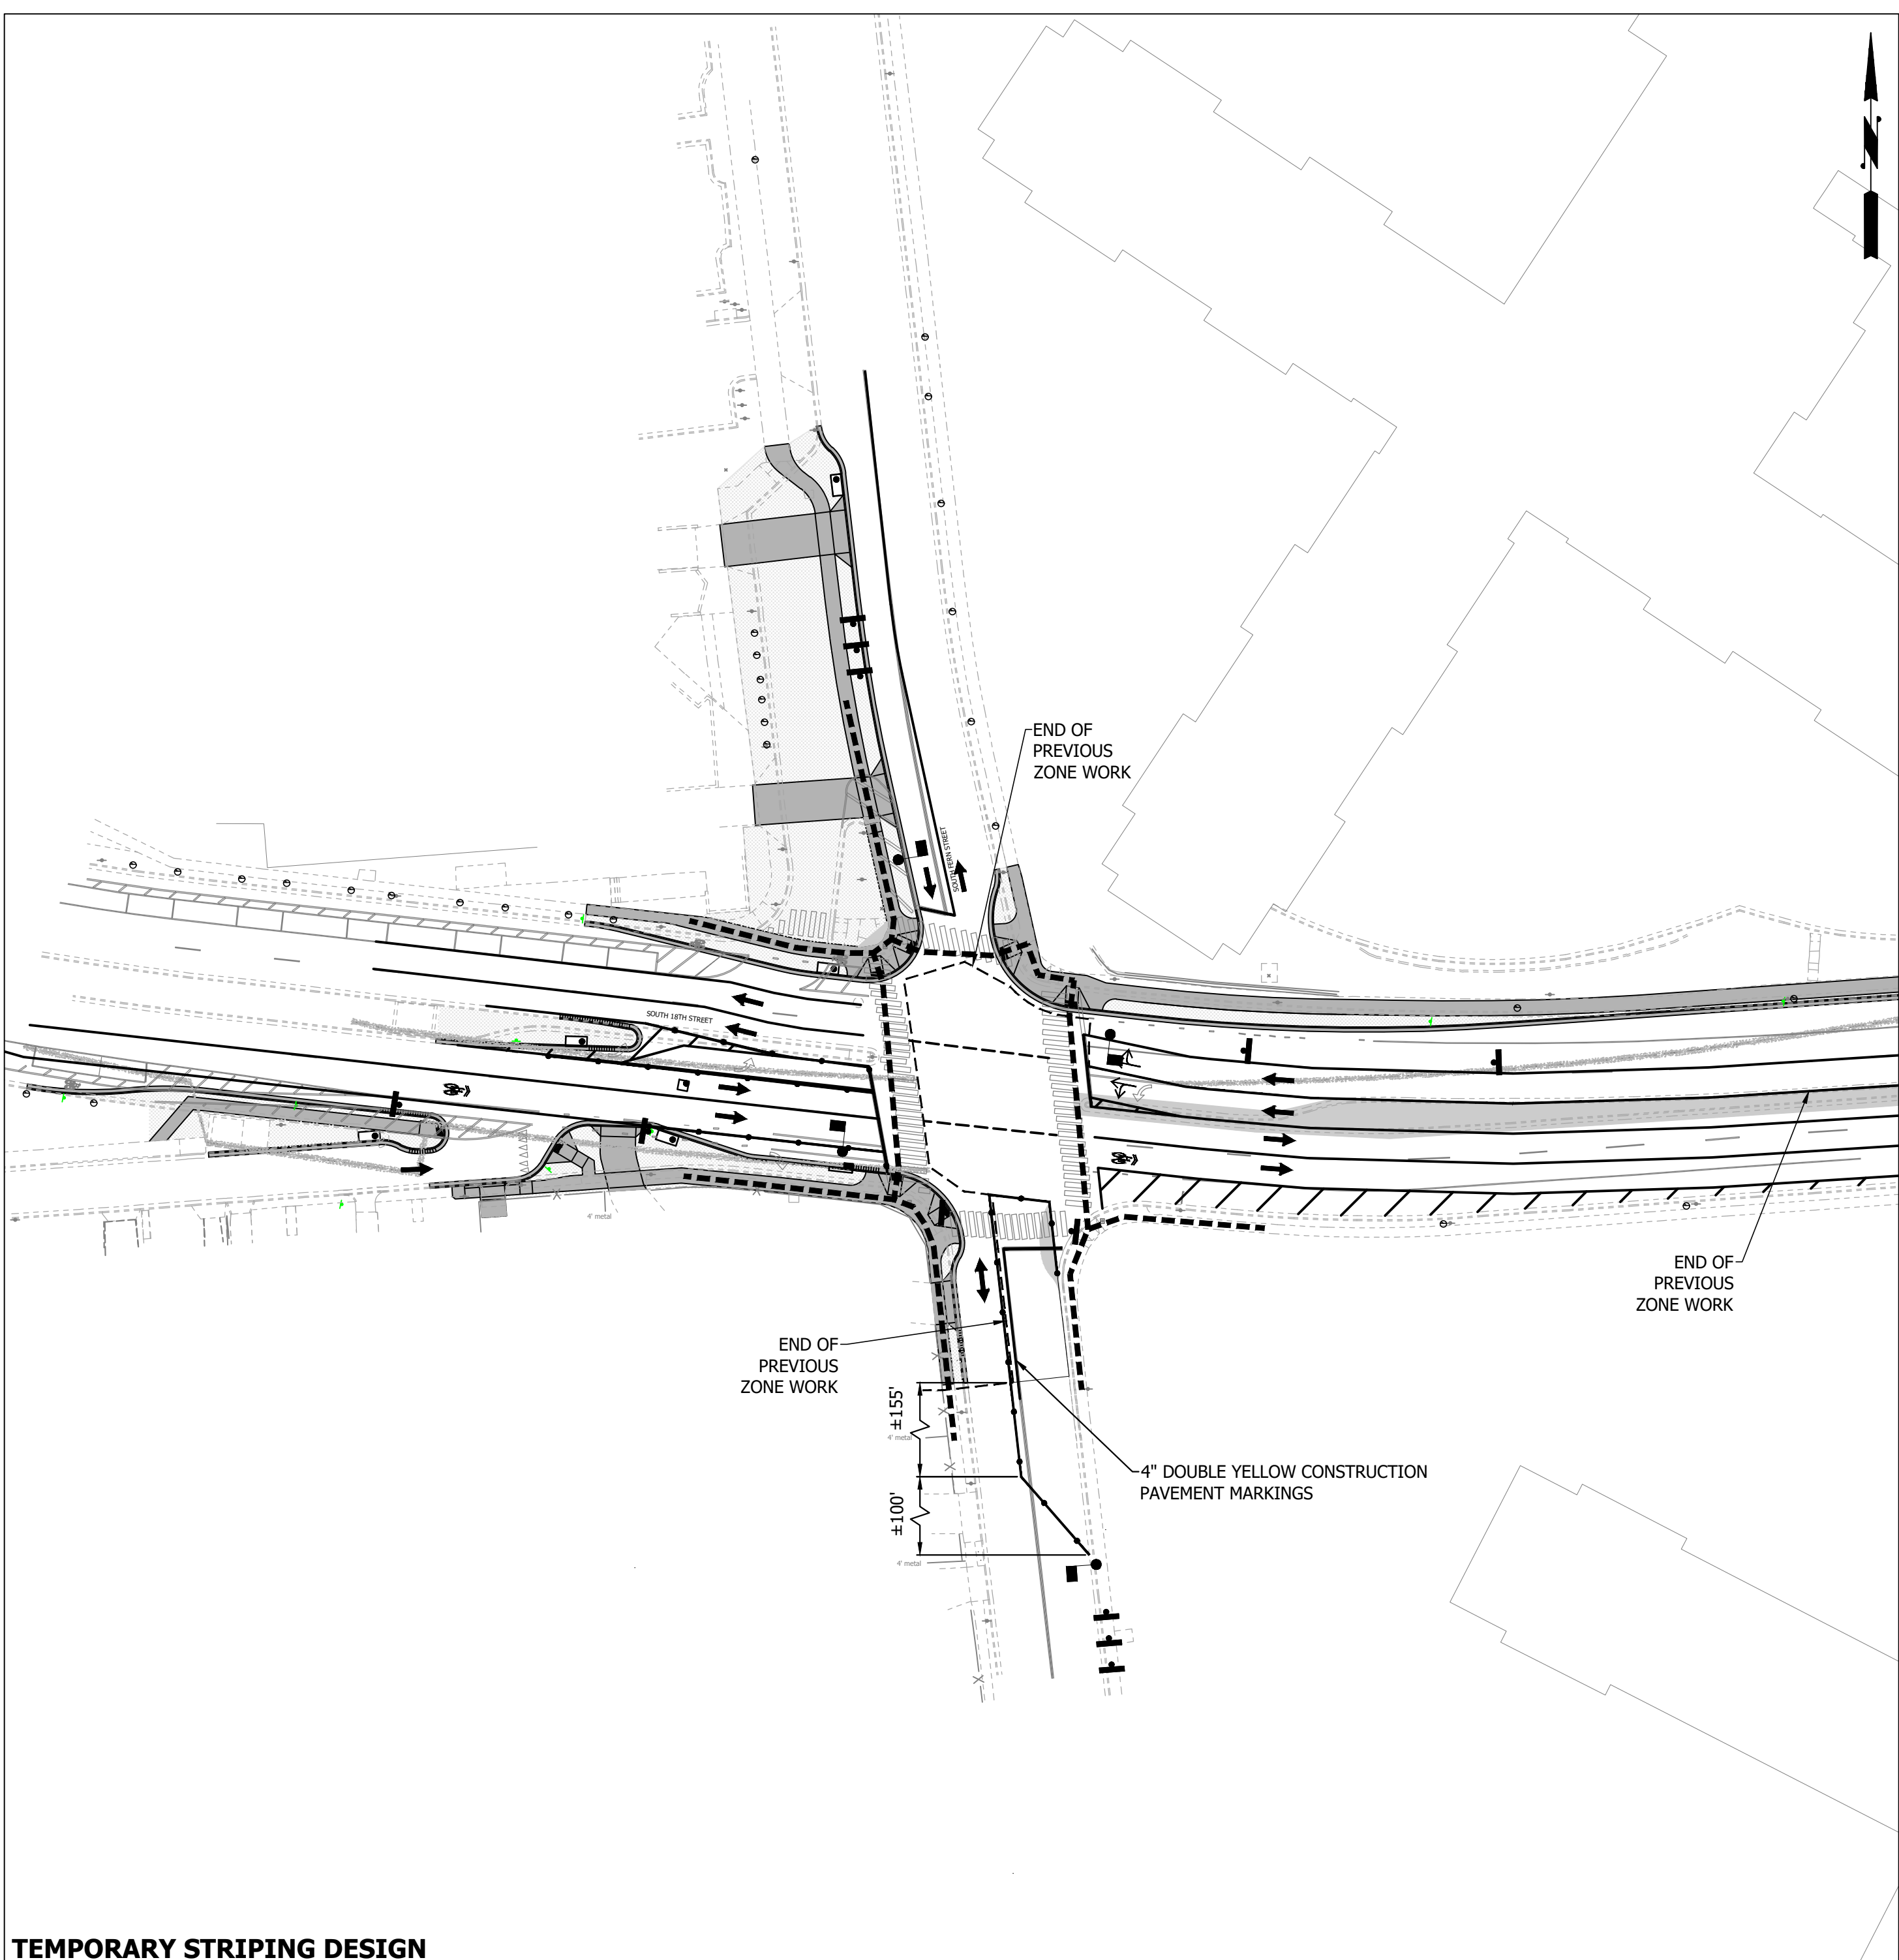 END OF
PREVIOUS
ZONE WORK
SOUTH FERN STREET
SOUTH 18TH STREET
4' metal
END OF
PREVIOUS
ZONE WORK
END OF
PREVIOUS
ZONE WORK
±155'
4' metal
4" DOUBLE YELLOW CONSTRUCTION
PAVEMENT MARKINGS
±100'
4' metal
TEMPORARY STRIPING DESIGN